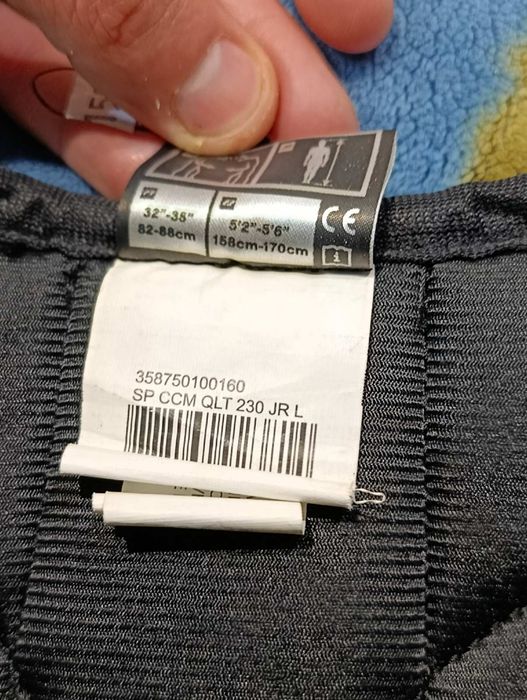 32"-35"
82-88cm
5'2"-5'6"
158cm-170cm
CE
i
358750100160
SP CCM QLT 230 JR L